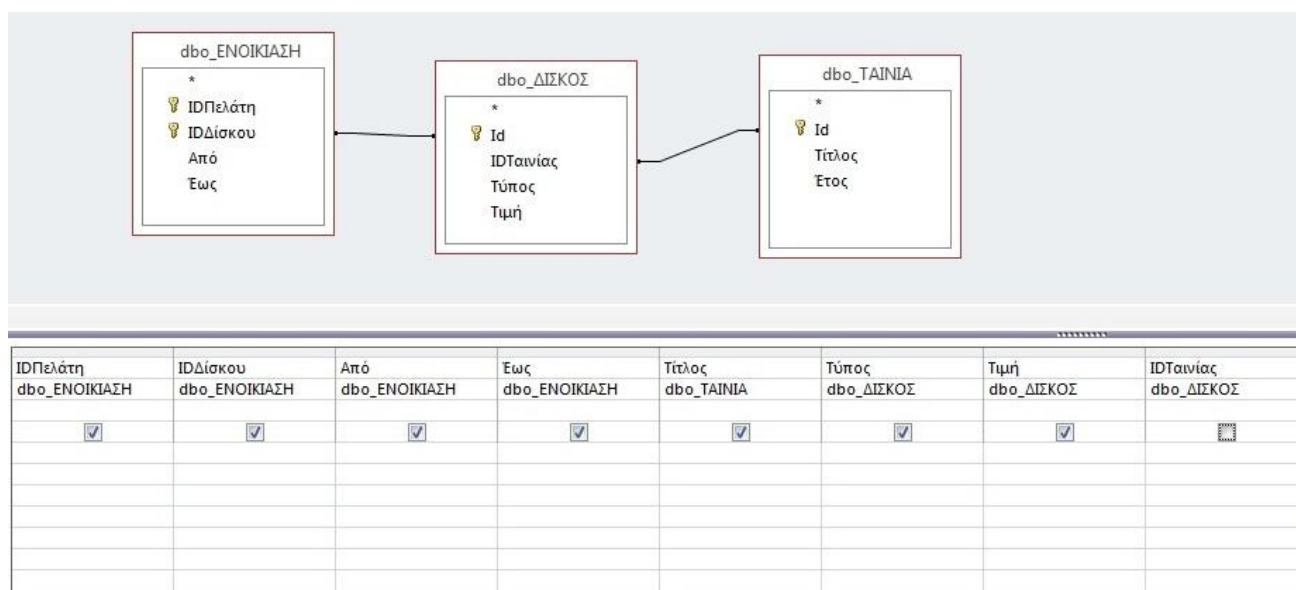 dbo_ΕΝΟΙΚΙΑΣΗ
*
IDΠελάτη
IDΔίσκου
Από
Έως
dbo_ΔΙΣΚΟΣ
*
Id
IDΤαινίας
Τύπος
Τιμή
dbo_ΤΑΙΝΙΑ
*
Id
Τίτλος
Έτος
IDΠελάτη IDΔίσκου Από Έως Τίτλος Τύπος Τιμή IDΤαινίας
dbo_ΕΝΟΙΚΙΑΣΗ dbo_ΕΝΟΙΚΙΑΣΗ dbo_ΕΝΟΙΚΙΑΣΗ dbo_ΕΝΟΙΚΙΑΣΗ dbo_ΤΑΙΝΙΑ dbo_ΔΙΣΚΟΣ dbo_ΔΙΣΚΟΣ dbo_ΔΙΣΚΟΣ